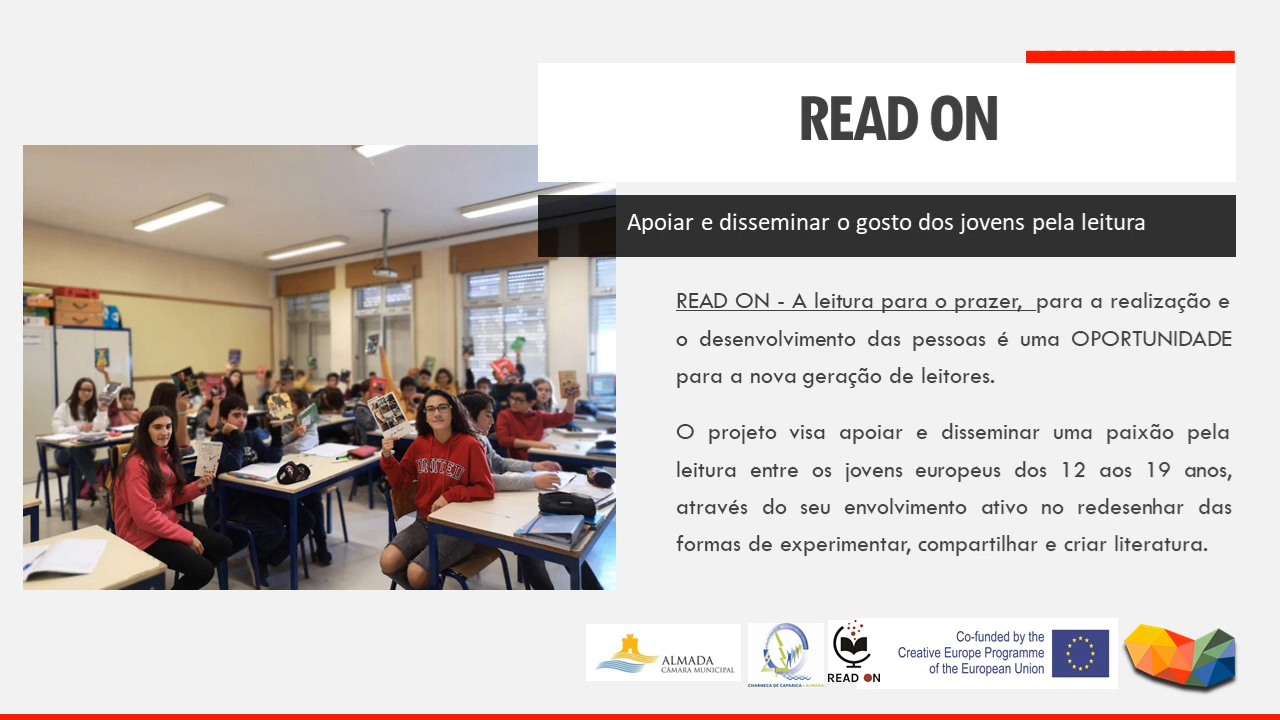 READ ON
Apoiar e disseminar o gosto dos jovens pela leitura
READ ON - A leitura para o prazer, para a realização e
o desenvolvimento das pessoas é uma OPORTUNIDADE
para a nova geração de leitores.
O projeto visa apoiar e disseminar uma paixão pela
leitura entre os jovens europeus dos 12 aos 19 anos,
através do seu envolvimento ativo no redesenhar das
formas de experimentar, compartilhar e criar literatura.
UNITED
ALMADA
CÂMARA MUNICIPAL
CHARNECA DE CAPARICA • ALMADA
READ ON
Co-funded by the
Creative Europe Programme
of the European Union